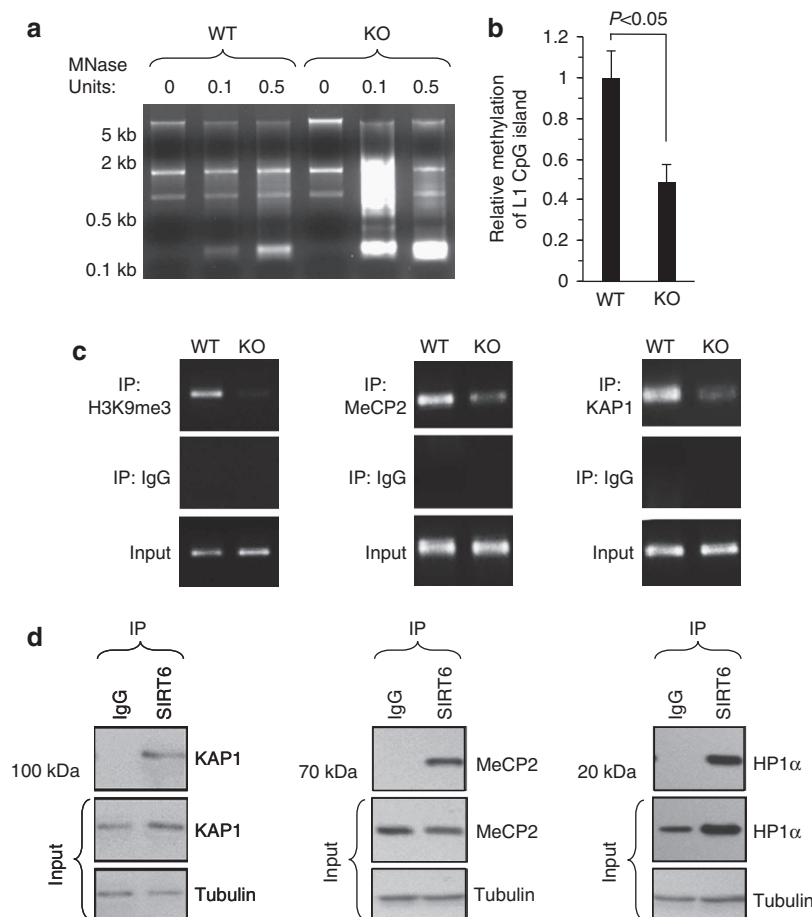 a
WT KO
MNase
Units: 0 0.1 0.5 0 0.1 0.5
5 kb
2 kb
0.5 kb
0.1 kb
b
P<0.05
Relative methylation
of L1 CpG island
1.2
1
0.8
0.6
0.4
0.2
0
WT KO
c
WT KO
IP:
H3K9me3
IP: IgG
Input
WT KO
IP:
MeCP2
IP: IgG
Input
WT KO
IP:
KAP1
IP: IgG
Input
d
IP
IgG SIRT6
100 kDa KAP1
Input
KAP1
Tubulin
IP
IgG SIRT6
70 kDa MeCP2
Input
MeCP2
Tubulin
IP
IgG SIRT6
20 kDa HP1α
Input
HP1α
Tubulin